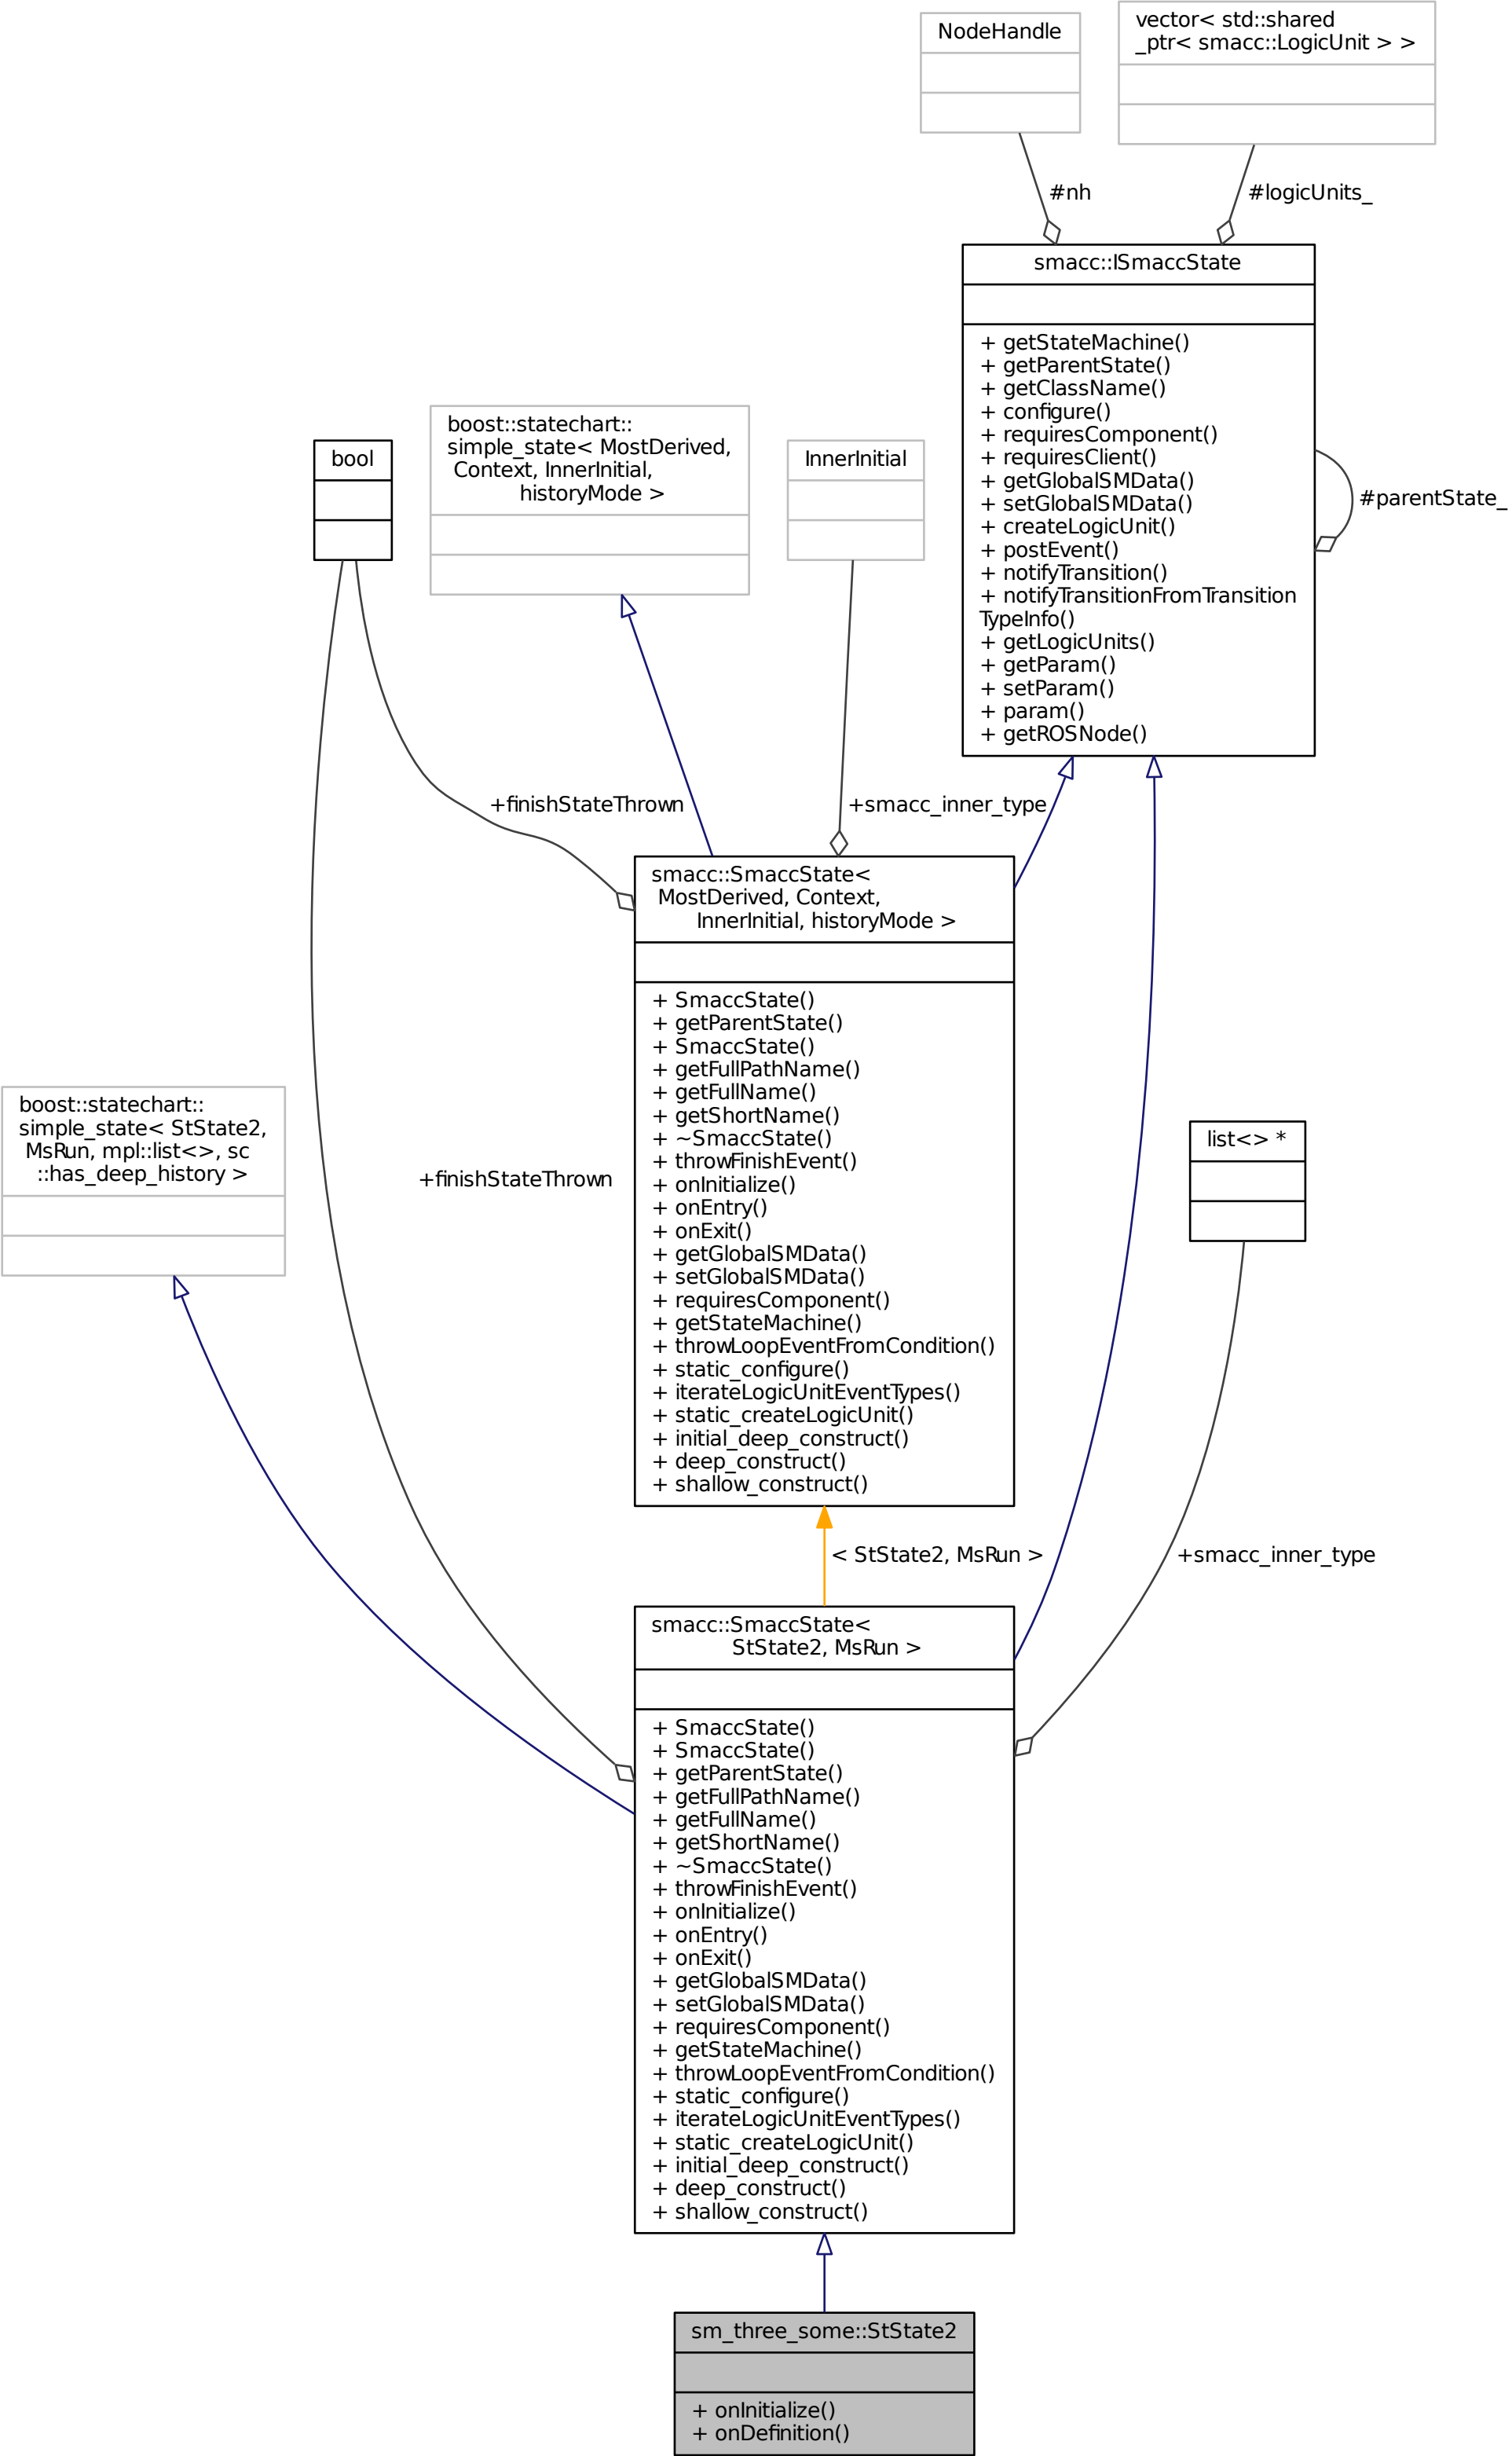 NodeHandle
vector< std::shared
_ptr< smacc::LogicUnit > >
#nh
#logicUnits_
smacc::ISmaccState
+ getStateMachine()
+ getParentState()
+ getClassName()
+ configure()
+ requiresComponent()
+ requiresClient()
+ getGlobalSMData()
+ setGlobalSMData()
+ createLogicUnit()
+ postEvent()
+ notifyTransition()
+ notifyTransitionFromTransition
TypeInfo()
+ getLogicUnits()
+ getParam()
+ setParam()
+ param()
+ getROSNode()
#parentState_
bool
boost::statechart::
simple_state< MostDerived,
Context, InnerInitial,
historyMode >
InnerInitial
+finishStateThrown
+smacc_inner_type
smacc::SmaccState<
MostDerived, Context,
InnerInitial, historyMode >
+ SmaccState()
+ getParentState()
+ SmaccState()
+ getFullPathName()
+ getFullName()
+ getShortName()
+ ~SmaccState()
+ throwFinishEvent()
+ onInitialize()
+ onEntry()
+ onExit()
+ getGlobalSMData()
+ setGlobalSMData()
+ requiresComponent()
+ getStateMachine()
+ throwLoopEventFromCondition()
+ static_configure()
+ iterateLogicUnitEventTypes()
+ static_createLogicUnit()
+ initial_deep_construct()
+ deep_construct()
+ shallow_construct()
boost::statechart::
simple_state< StState2,
MsRun, mpl::list<>, sc
::has_deep_history >
+finishStateThrown
list<> *
< StState2, MsRun >
+smacc_inner_type
smacc::SmaccState<
StState2, MsRun >
+ SmaccState()
+ SmaccState()
+ getParentState()
+ getFullPathName()
+ getFullName()
+ getShortName()
+ ~SmaccState()
+ throwFinishEvent()
+ onInitialize()
+ onEntry()
+ onExit()
+ getGlobalSMData()
+ setGlobalSMData()
+ requiresComponent()
+ getStateMachine()
+ throwLoopEventFromCondition()
+ static_configure()
+ iterateLogicUnitEventTypes()
+ static_createLogicUnit()
+ initial_deep_construct()
+ deep_construct()
+ shallow_construct()
sm_three_some::StState2
+ onInitialize()
+ onDefinition()